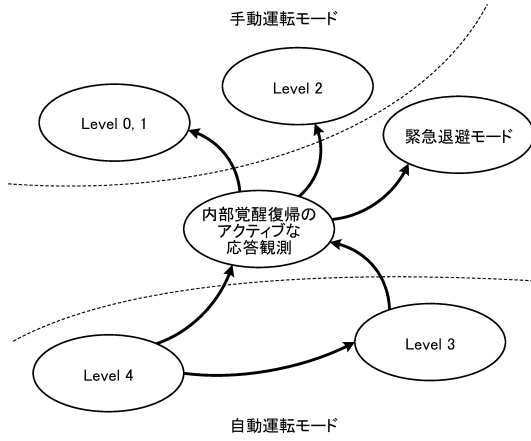 手動運転モード
Level 2
Level 0, 1
緊急退避モード
内部覚醒復帰の
アクティブな
応答観測
Level 3
Level 4
自動運転モード